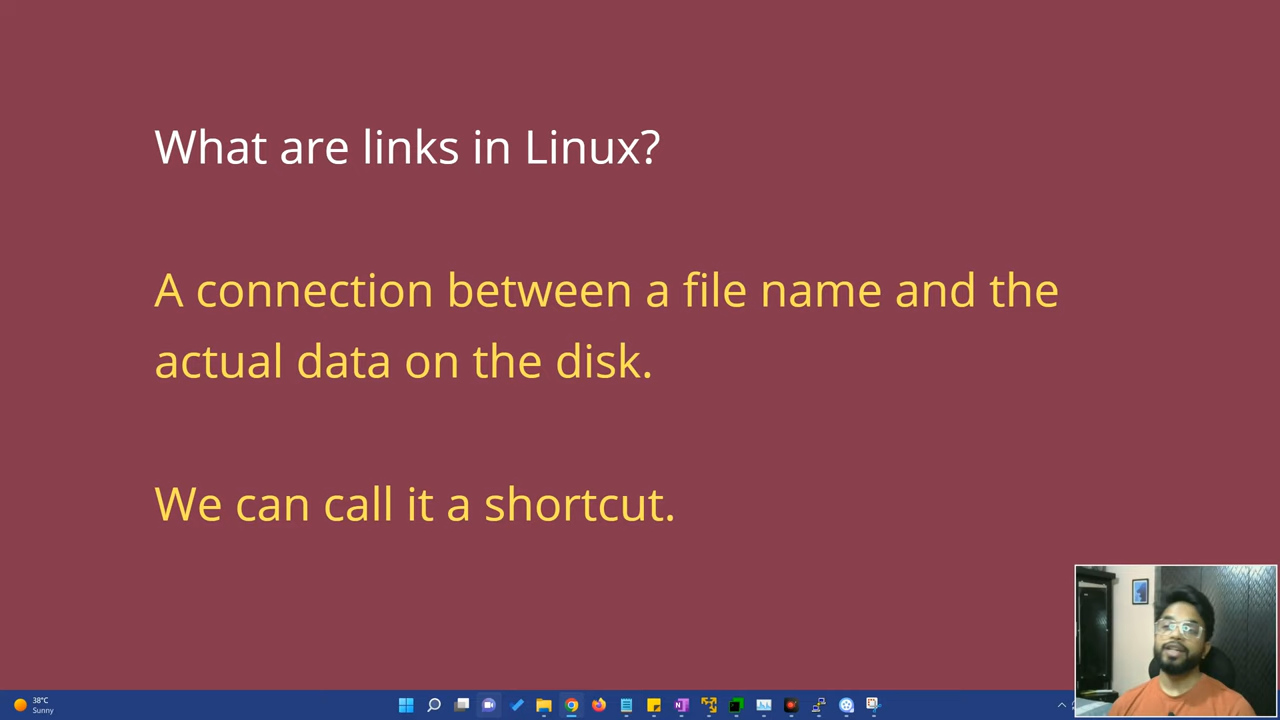 What are links in Linux?
A connection between a file name and the
actual data on the disk.
We can call it a shortcut.
38°C
Sunny